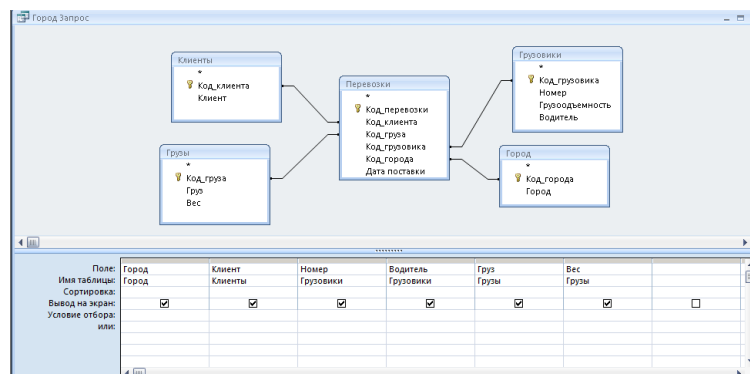 Город Запрос
Клиенты
*
Код_клиента
Клиент
Перевозки
*
Код_перевозки
Код_клиента
Код_груза
Код_грузовика
Код_города
Дата поставки
Грузовики
*
Код_грузовика
Номер
Грузоодъемность
Водитель
Грузы
*
Код_груза
Груз
Вес
Город
*
Код_города
Город
Поле: Город Клиент Номер Водитель Груз Вес
Имя таблицы: Город Клиенты Грузовики Грузовики Грузы Грузы
Сортировка:
Вывод на экран:
Условие отбора:
или: